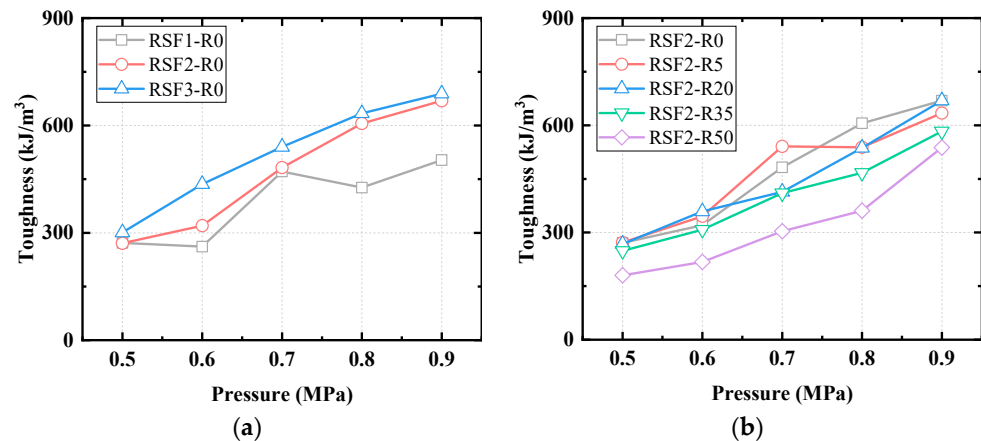 900
600
300
0
Toughness (kJ/m³)
RSF1-R0
RSF2-R0
RSF3-R0
0.5 0.6 0.7 0.8 0.9
Pressure (MPa)
(a)
900
600
300
0
Toughness (kJ/m³)
RSF2-R0
RSF2-R5
RSF2-R20
RSF2-R35
RSF2-R50
0.5 0.6 0.7 0.8 0.9
Pressure (MPa)
(b)